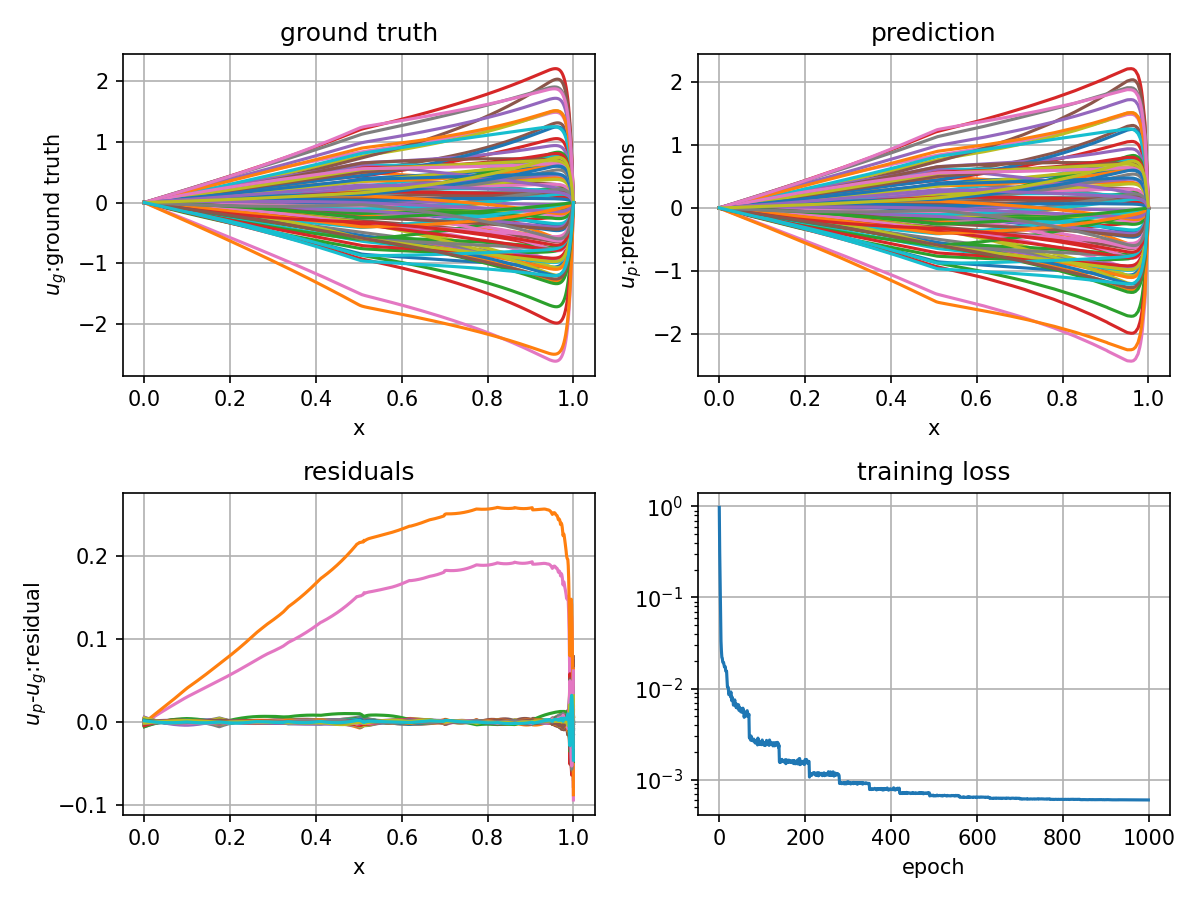 ground truth
u_g:ground truth
2
1
0
−1
−2
0.0 0.2 0.4 0.6 0.8 1.0
x
prediction
u_p:predictions
2
1
0
−1
−2
0.0 0.2 0.4 0.6 0.8 1.0
x
residuals
u_p-u_g:residual
0.2
0.1
0.0
−0.1
0.0 0.2 0.4 0.6 0.8 1.0
x
training loss
10^0
10^−1
10^−2
10^−3
0 200 400 600 800 1000
epoch